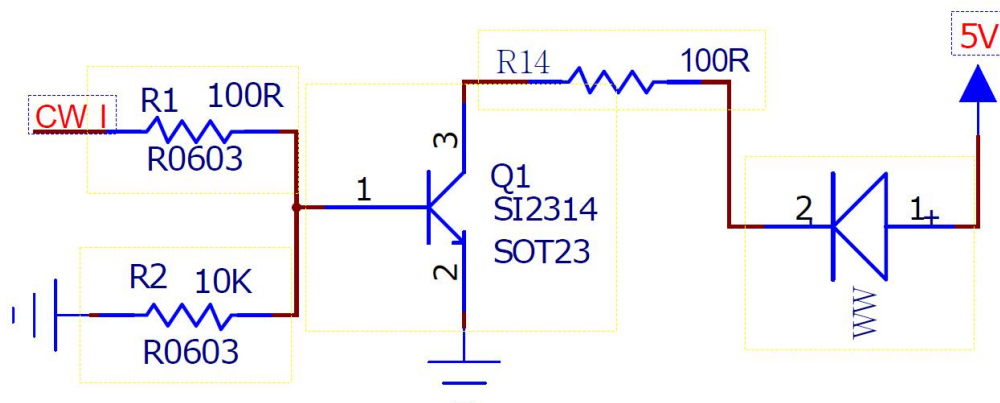 5V
R14 100R
CW I
R1 100R
R0603
3
1
Q1
SI2314
SOT23
2
2 1+
WW
R2 10K
R0603